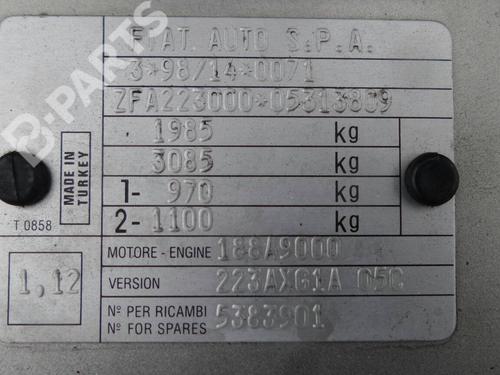 B-PARTS
FIAT. AUTO S.P.A.
3*98/14*0071
ZFA223000*05313809
1985 kg
3085 kg
1- 970 kg
2- 1100 kg
MADE IN
TURKEY
T 0858
MOTORE - ENGINE 188A9000
VERSION 223AXG1A 05C
1,12
Nº PER RICAMBI
Nº FOR SPARES 5383901